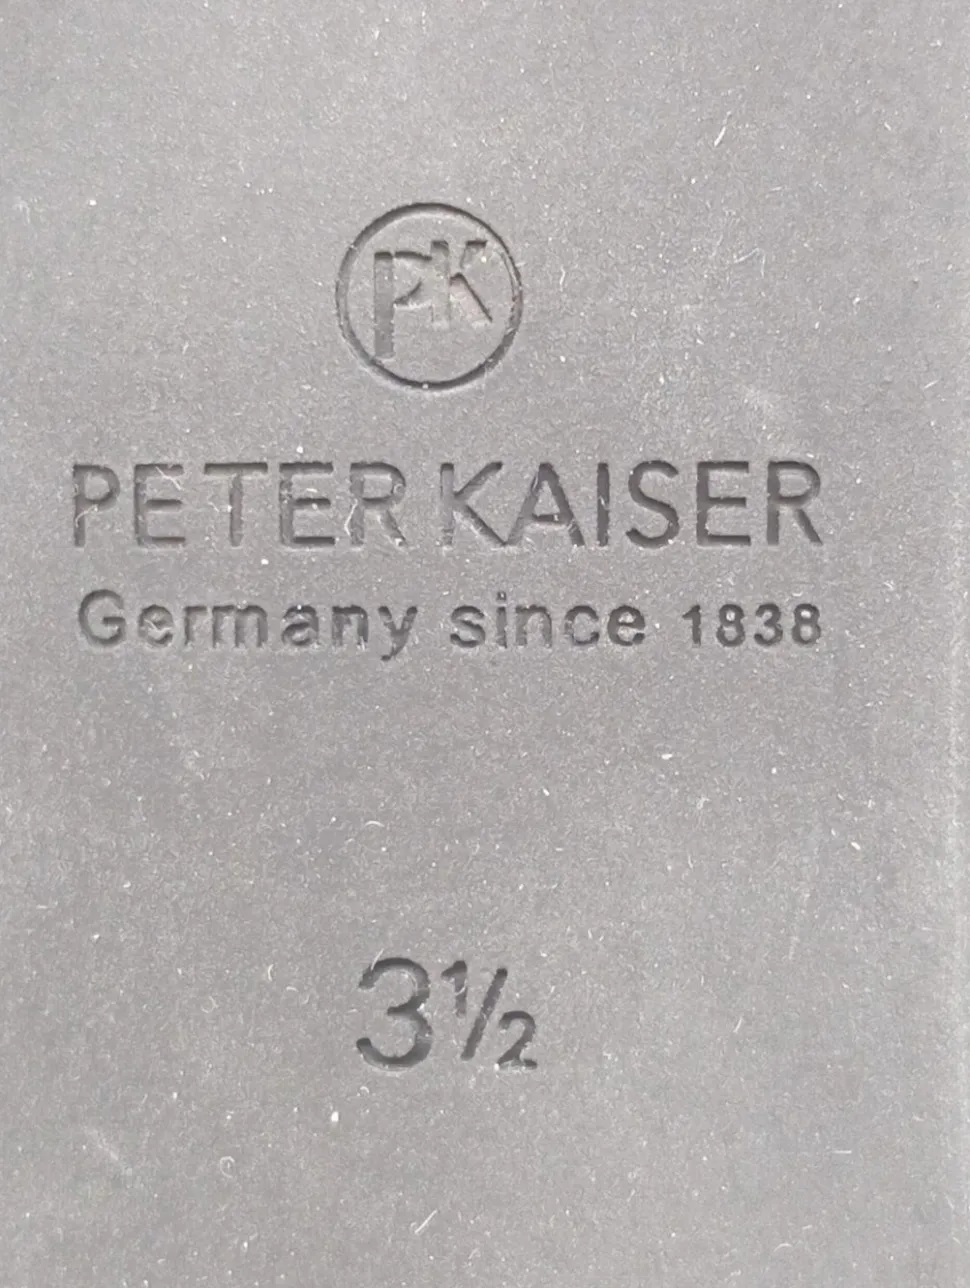 PK
PETER KAISER
Germany since 1838
3½